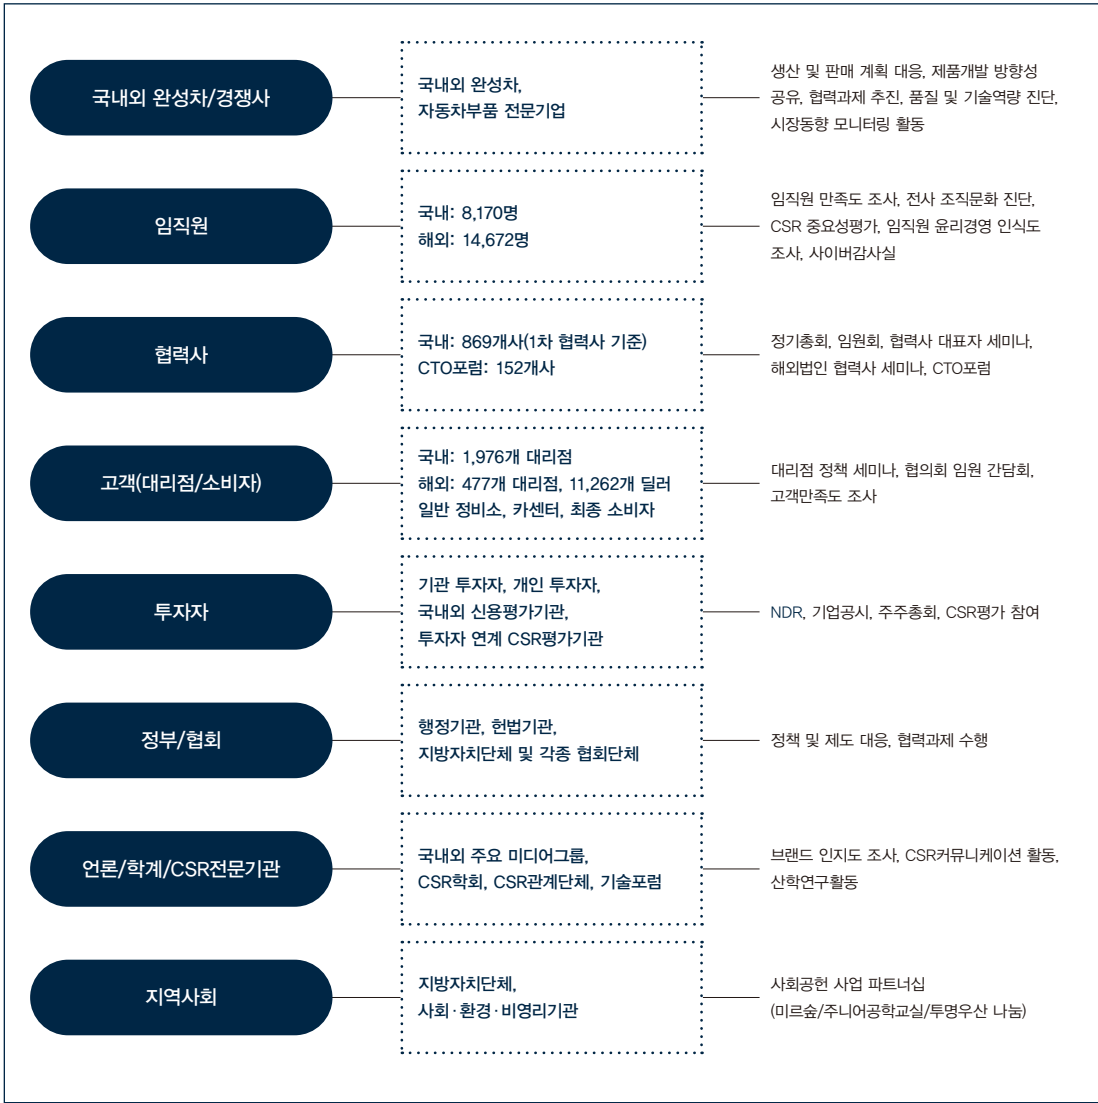 국내외 완성차/경쟁사
국내외 완성차,
자동차부품 전문기업
생산 및 판매 계획 대응, 제품개발 방향성
공유, 협력과제 추진, 품질 및 기술역량 진단,
시장동향 모니터링 활동
임직원
국내: 8,170명
해외: 14,672명
임직원 만족도 조사, 전사 조직문화 진단,
CSR 중요성평가, 임직원 윤리경영 인식도
조사, 사이버감사실
협력사
국내: 869개사(1차 협력사 기준)
CTO포럼: 152개사
정기총회, 임원회, 협력사 대표자 세미나,
해외법인 협력사 세미나, CTO포럼
고객(대리점/소비자)
국내: 1,976개 대리점
해외: 477개 대리점, 11,262개 딜러
일반 정비소, 카센터, 최종 소비자
대리점 정책 세미나, 협의회 임원 간담회,
고객만족도 조사
투자자
기관 투자자, 개인 투자자,
국내외 신용평가기관,
투자자 연계 CSR평가기관
NDR, 기업공시, 주주총회, CSR평가 참여
정부/협회
행정기관, 헌법기관,
지방자치단체 및 각종 협회단체
정책 및 제도 대응, 협력과제 수행
언론/학계/CSR전문기관
국내외 주요 미디어그룹,
CSR학회, CSR관계단체, 기술포럼
브랜드 인지도 조사, CSR커뮤니케이션 활동,
산학연구활동
지역사회
지방자치단체,
사회·환경·비영리기관
사회공헌 사업 파트너십
(미르숲/주니어공학교실/투명우산 나눔)